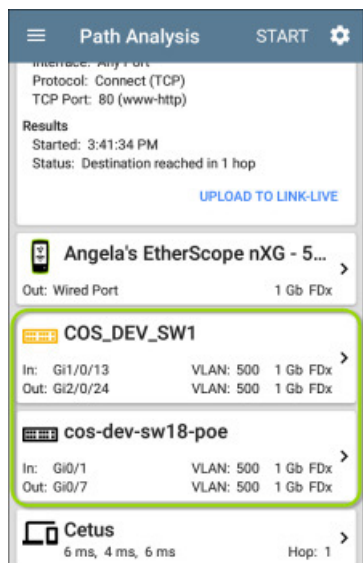 Path Analysis START
Interface: Any Port
Protocol: Connect (TCP)
TCP Port: 80 (www-http)
Results
Started: 3:41:34 PM
Status: Destination reached in 1 hop
UPLOAD TO LINK-LIVE
Angela's EtherScope nXG - 5...
Out: Wired Port 1 Gb FDx
COS_DEV_SW1
In: Gi1/0/13 VLAN: 500 1 Gb FDx
Out: Gi2/0/24 VLAN: 500 1 Gb FDx
cos-dev-sw18-poe
In: Gi0/1 VLAN: 500 1 Gb FDx
Out: Gi0/7 VLAN: 500 1 Gb FDx
Cetus
6 ms, 4 ms, 6 ms Hop: 1